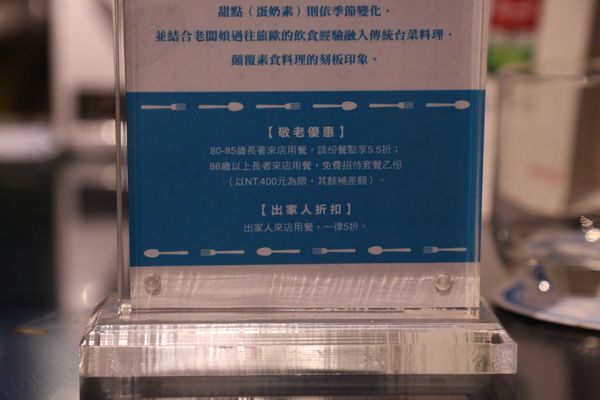 甜點（蛋奶素）則依季節變化，
並結合老闆娘過往旅歐的飲食經驗融入傳統台菜料理，
顛覆素食料理的刻板印象。
【敬老優惠】
80-85歲長著來店用餐，該份餐點享5.5折；
86歲以上長者來店用餐，免費招待套餐乙份
（以NT.400元為限，其餘補差額）。
【出家人折扣】
出家人來店用餐，一律5折。